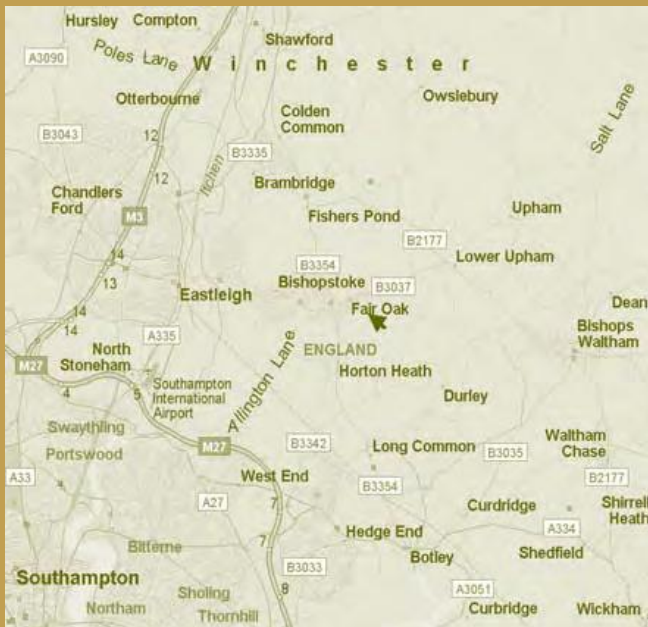 Hursley Compton
Shawford
A3090
Poles Lane
Winchester
Otterbourne
Owslebury
Colden
Common
Salt Lane
B3043
12
B3335
Itchen
12
Brambridge
Chandlers
Ford
M3
Fishers Pond
Upham
B2177
Lower Upham
14
13
B3354
Bishopstoke
B3037
Eastleigh
Fair Oak
Dean
14
14
A335
Bishops
Waltham
North
Stoneham
ENGLAND
M27
Allington Lane
Horton Heath
4
5
Southampton
International
Airport
Durley
Swaythling
M27
B3342
Long Common
Waltham
Chase
Portswood
B3035
A33
West End
B3354
B2177
A27
7
Curdridge
Shirrell
Heath
Hedge End
A334
7
Bitterne
Botley
Shedfield
B3033
Southampton
8
Sholing
A3051
Northam
Thornhill
Curbridge
Wickham